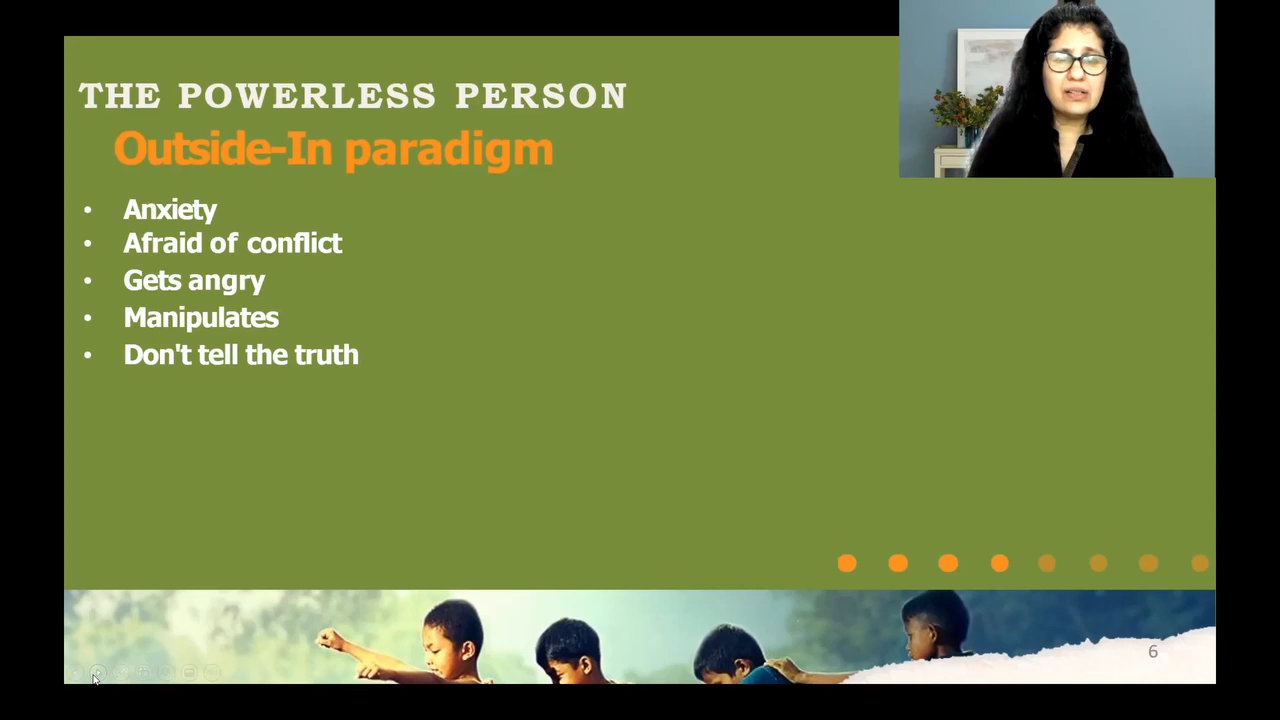 THE POWERLESS PERSON
Outside-In paradigm
• Anxiety
• Afraid of conflict
• Gets angry
• Manipulates
• Don't tell the truth
6